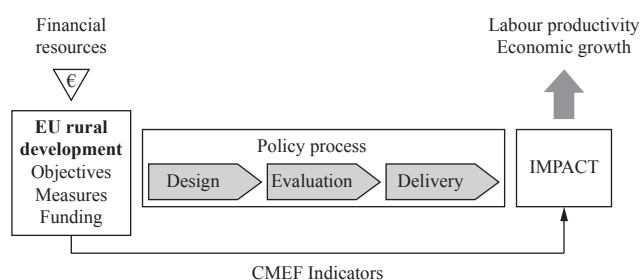 Financial
resources
€
EU rural
development
Objectives
Measures
Funding
Policy process
Design
Evaluation
Delivery
Labour productivity
Economic growth
IMPACT
CMEF Indicators